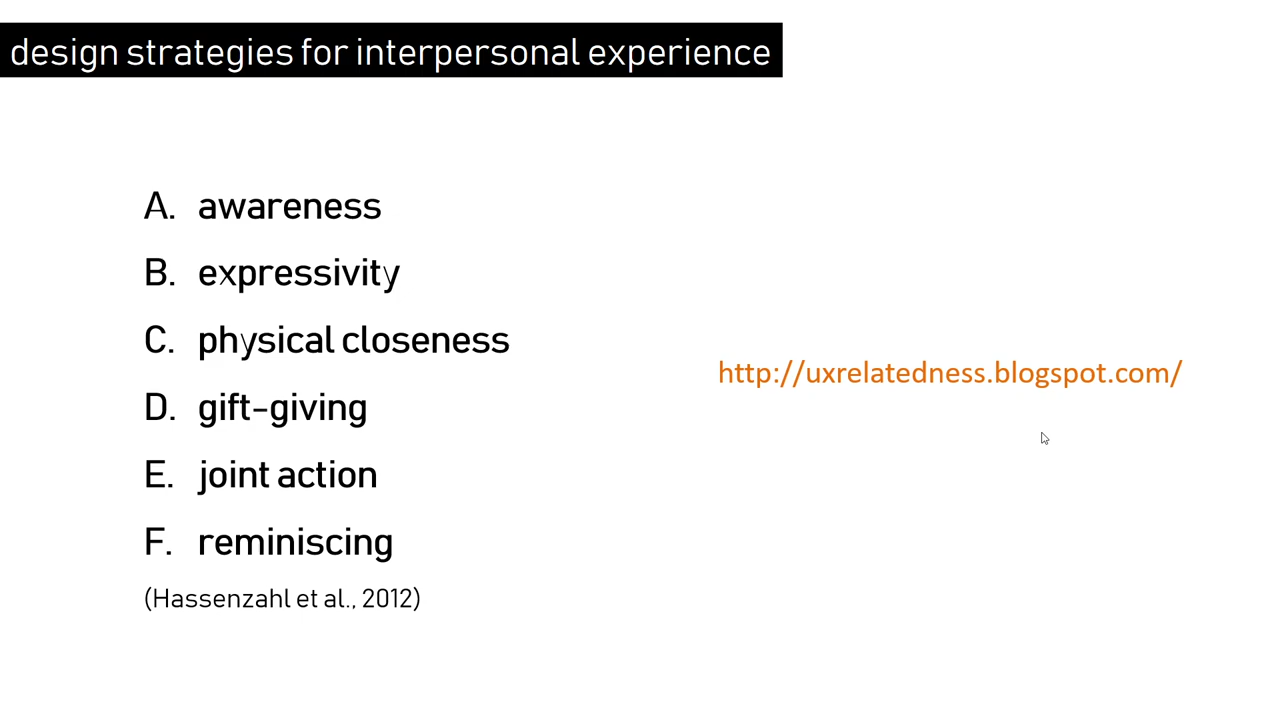 design strategies for interpersonal experience
A. awareness
B. expressivity
C. physical closeness
http://uxrelatedness.blogspot.com/
D. gift-giving
E. joint action
F. reminiscing
(Hassenzahl et al., 2012)